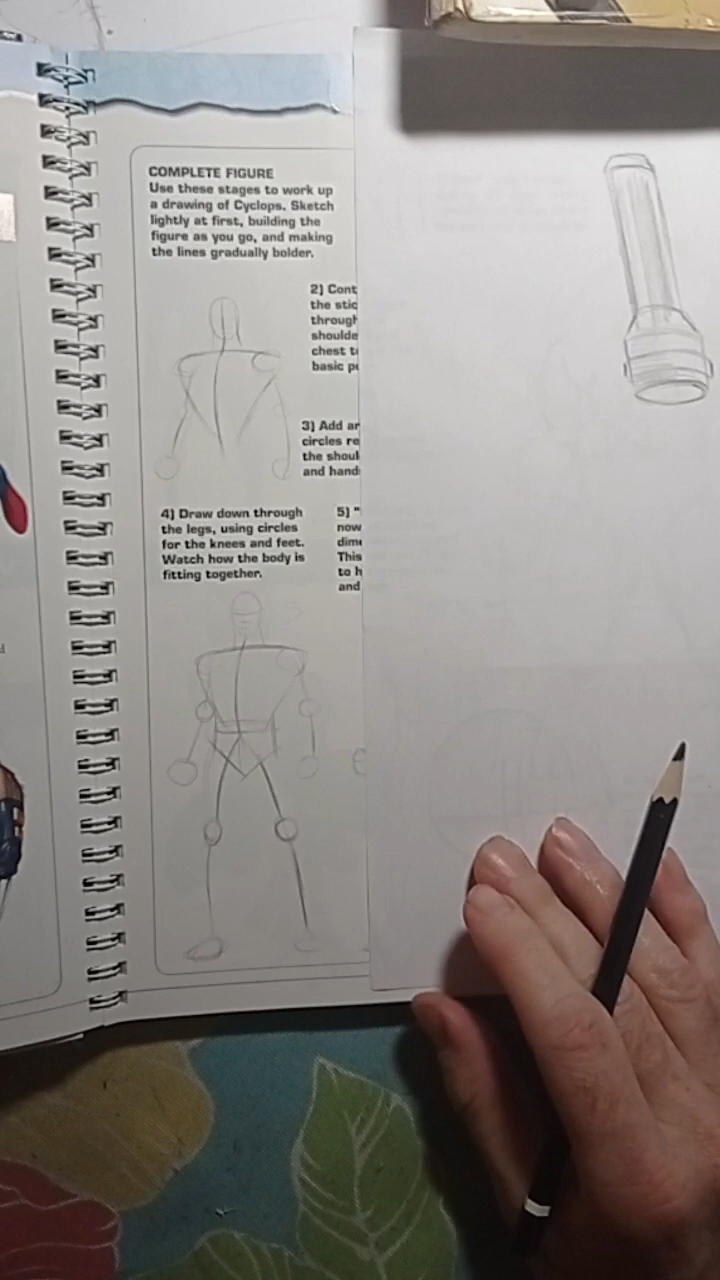 COMPLETE FIGURE
Use these stages to work up
a drawing of Cyclops. Sketch
lightly at first, building the
figure as you go, and making
the lines gradually bolder.
2) Cont
the stic
through
shoulde
chest t
basic p
3) Add ar
circles re
the shoul
and hand
4) Draw down through
the legs, using circles
for the knees and feet.
Watch how the body is
fitting together.
5) "
now
dime
This
to h
and